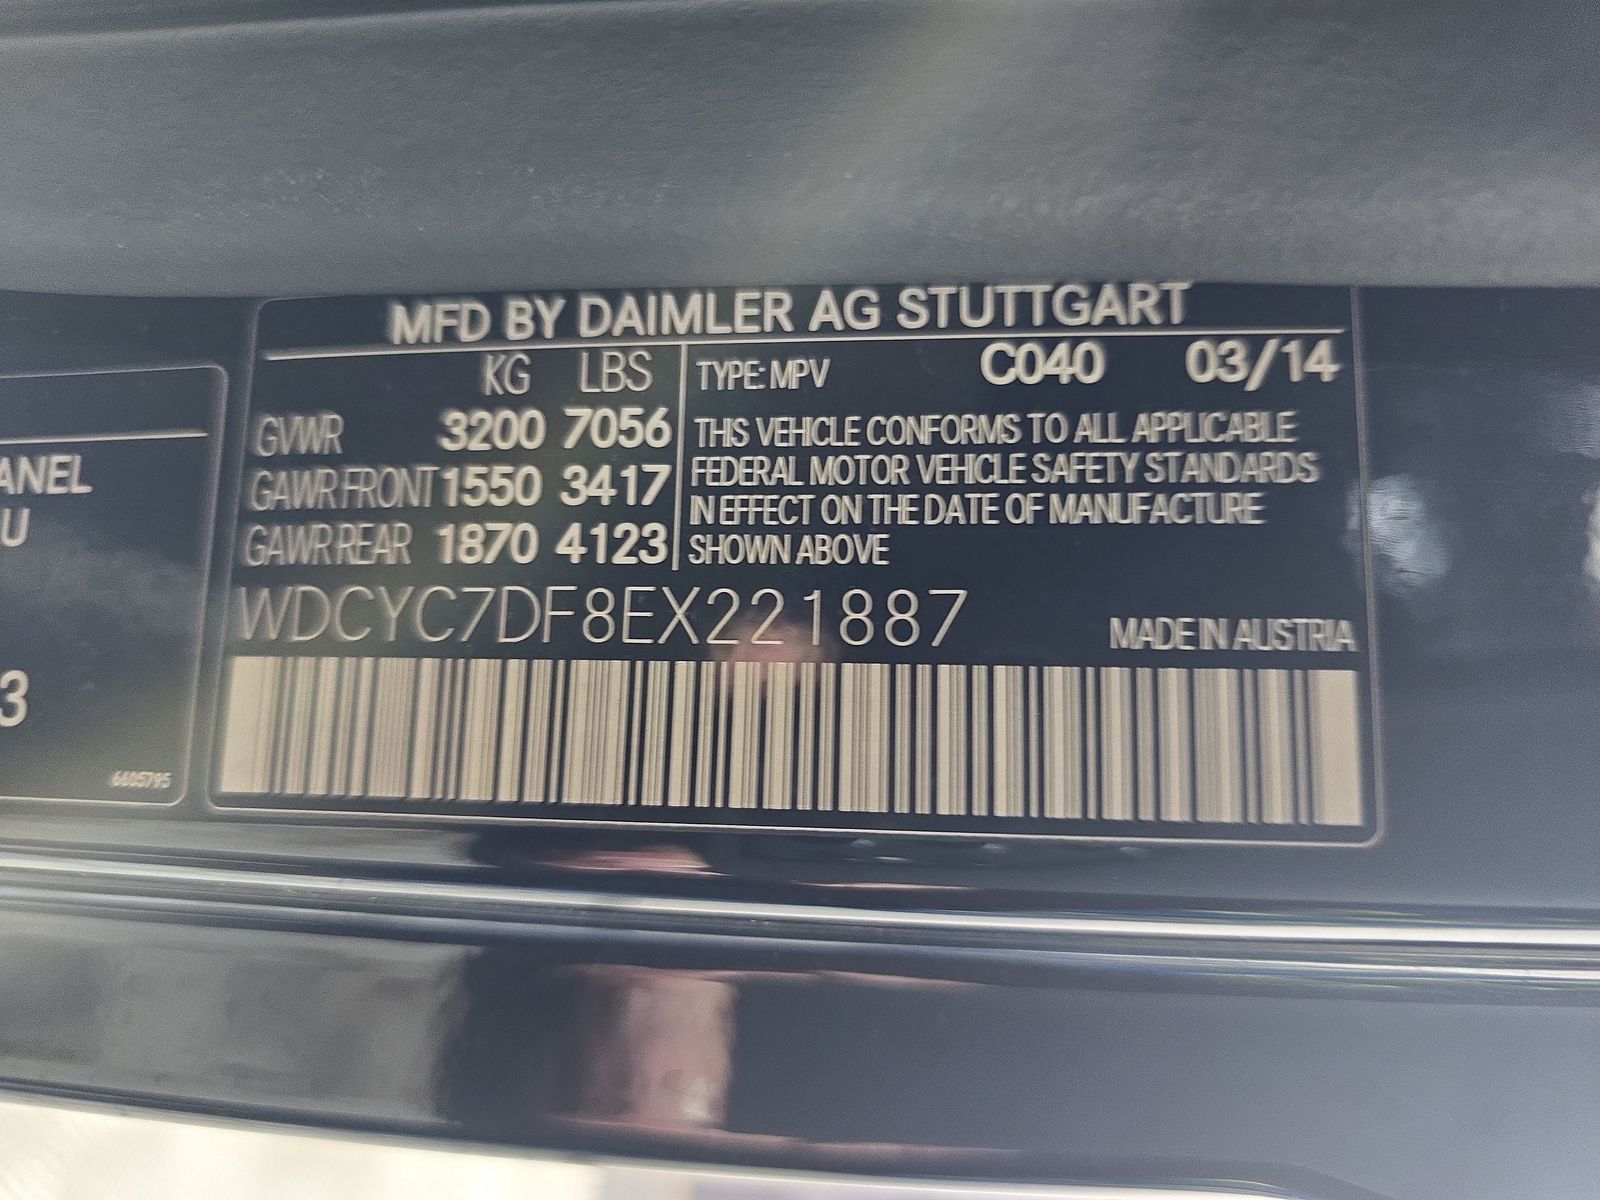 MFD BY DAIMLER AG STUTTGART
KG LBS
GVWR 3200 7056
GAWR FRONT 1550 3417
GAWR REAR 1870 4123
TYPE: MPV C040 03/14
THIS VEHICLE CONFORMS TO ALL APPLICABLE
FEDERAL MOTOR VEHICLE SAFETY STANDARDS
IN EFFECT ON THE DATE OF MANUFACTURE
SHOWN ABOVE
WDCYC7DF8EX221887
MADE IN AUSTRIA
ANEL
U
3
6605795